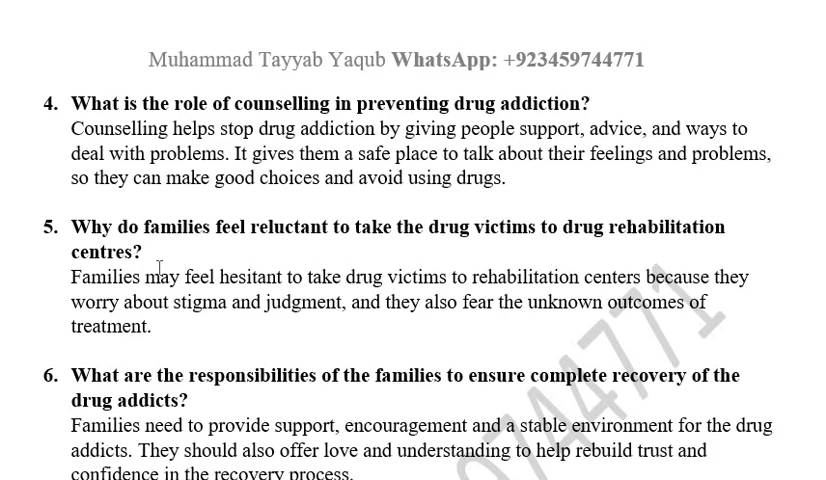 Muhammad Tayyab Yaqub WhatsApp: +923459744771
4. What is the role of counselling in preventing drug addiction?
Counselling helps stop drug addiction by giving people support, advice, and ways to
deal with problems. It gives them a safe place to talk about their feelings and problems,
so they can make good choices and avoid using drugs.
5. Why do families feel reluctant to take the drug victims to drug rehabilitation
centres?
Families may feel hesitant to take drug victims to rehabilitation centers because they
worry about stigma and judgment, and they also fear the unknown outcomes of
treatment.
6. What are the responsibilities of the families to ensure complete recovery of the
drug addicts?
Families need to provide support, encouragement and a stable environment for the drug
addicts. They should also offer love and understanding to help rebuild trust and
confidence in the recovery process.
9744771